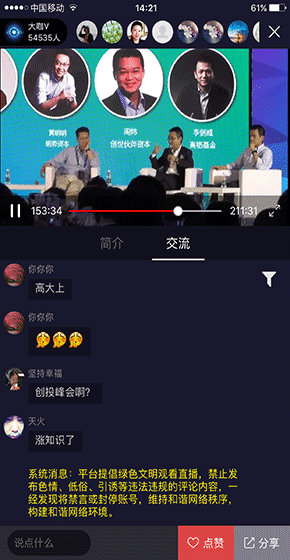 中国移动
14:21
61%
大咖V
54535人
黄明明
明势资本
周炜
创世伙伴资本
李剑威
真格基金
153:34
211:31
简介
交流
你你你
高大上
你你你
坚持幸福
创投峰会啊?
天火
涨知识了
系统消息：平台提倡绿色文明观看直播，禁止发
布色情、低俗、引诱等违法违规的评论内容，一
经发现将禁言或封停账号，维持和谐网络秩序，
构建和谐网络环境。
说点什么
点赞
分享